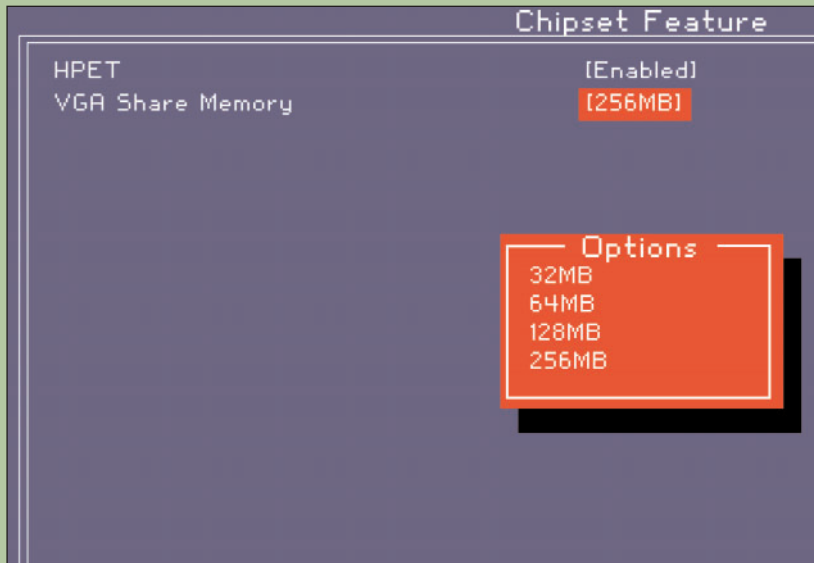 Chipset Feature
HPET [Enabled]
VGA Share Memory [256MB]
Options
32MB
64MB
128MB
256MB